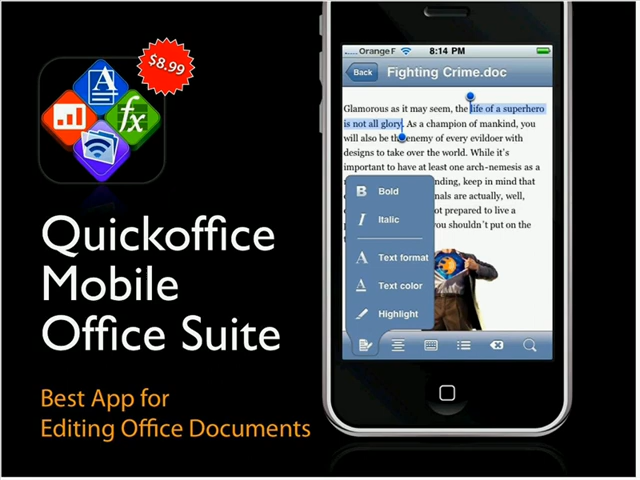 $8.99
fx
Quickoffice
Mobile
Office Suite
Best App for
Editing Office Documents
Orange F
8:14 PM
Back
Fighting Crime.doc
Glamorous as it may seem, the life of a superhero
is not all glory. As a champion of mankind, you
will also be the enemy of every evildoer with
designs to take over the world. While it's
important to have at least one arch-nemesis as a
nding, keep in mind that
nals are actually, well,
ot prepared to live a
you shouldn't put on the
B Bold
I Italic
A Text format
A Text color
Highlight